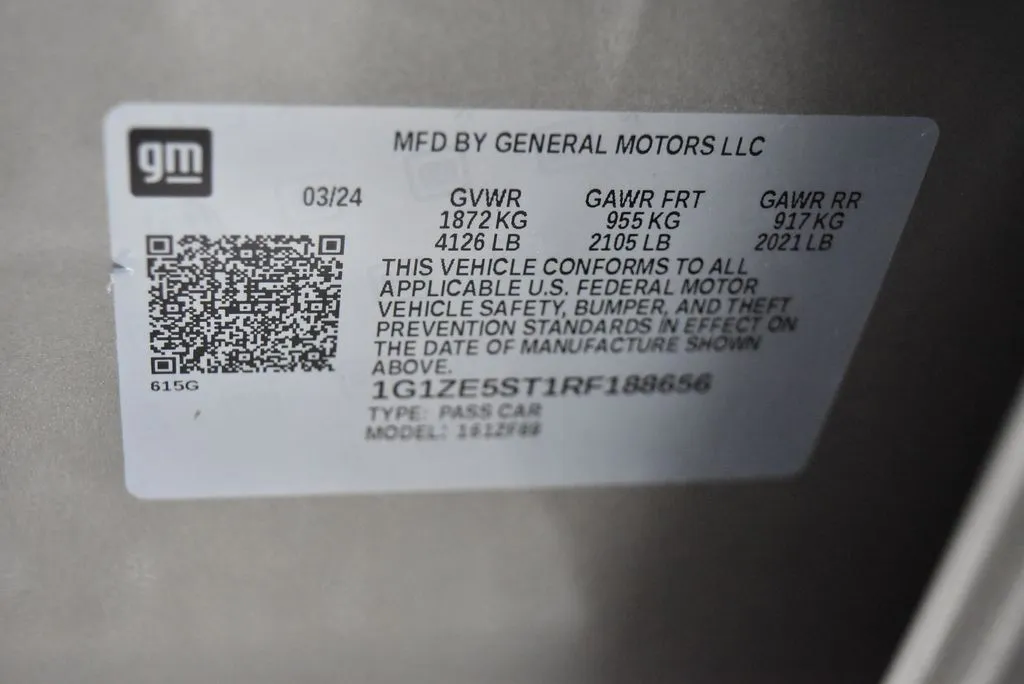 gm
MFD BY GENERAL MOTORS LLC
03/24 GVWR GAWR FRT GAWR RR
1872 KG 955 KG 917 KG
4126 LB 2105 LB 2021 LB
THIS VEHICLE CONFORMS TO ALL
APPLICABLE U.S. FEDERAL MOTOR
VEHICLE SAFETY, BUMPER, AND THEFT
PREVENTION STANDARDS IN EFFECT ON
THE DATE OF MANUFACTURE SHOWN
ABOVE.
615G
1G1ZE5ST1RF188656
TYPE: PASS CAR
MODEL: